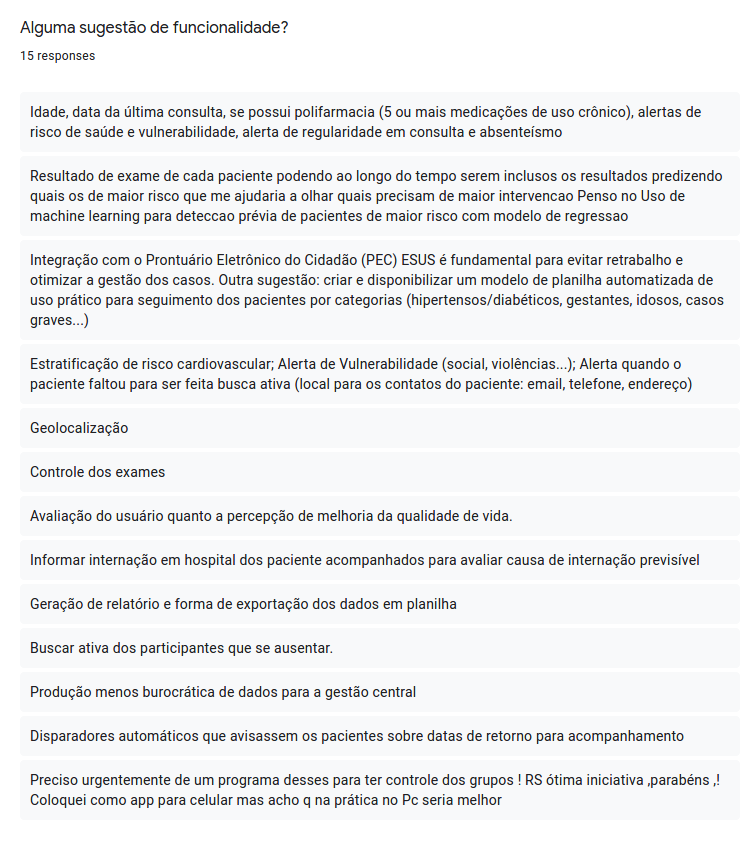 Alguma sugestão de funcionalidade?
15 responses
Idade, data da última consulta, se possui polifarmacia (5 ou mais medicações de uso crônico), alertas de
risco de saúde e vulnerabilidade, alerta de regularidade em consulta e absenteísmo
Resultado de exame de cada paciente podendo ao longo do tempo serem inclusos os resultados predizendo
quais os de maior risco que me ajudaria a olhar quais precisam de maior intervencao Penso no Uso de
machine learning para deteccao prévia de pacientes de maior risco com modelo de regressao
Integração com o Prontuário Eletrônico do Cidadão (PEC) ESUS é fundamental para evitar retrabalho e
otimizar a gestão dos casos. Outra sugestão: criar e disponibilizar um modelo de planilha automatizada de
uso prático para seguimento dos pacientes por categorias (hipertensos/diabéticos, gestantes, idosos, casos
graves...)
Estratificação de risco cardiovascular; Alerta de Vulnerabilidade (social, violências...); Alerta quando o
paciente faltou para ser feita busca ativa (local para os contatos do paciente: email, telefone, endereço)
Geolocalização
Controle dos exames
Avaliação do usuário quanto a percepção de melhoria da qualidade de vida.
Informar internação em hospital dos paciente acompanhados para avaliar causa de internação previsível
Geração de relatório e forma de exportação dos dados em planilha
Buscar ativa dos participantes que se ausentar.
Produção menos burocrática de dados para a gestão central
Disparadores automáticos que avisassem os pacientes sobre datas de retorno para acompanhamento
Preciso urgentemente de um programa desses para ter controle dos grupos ! RS ótima iniciativa ,parabéns ,!
Coloquei como app para celular mas acho q na prática no Pc seria melhor